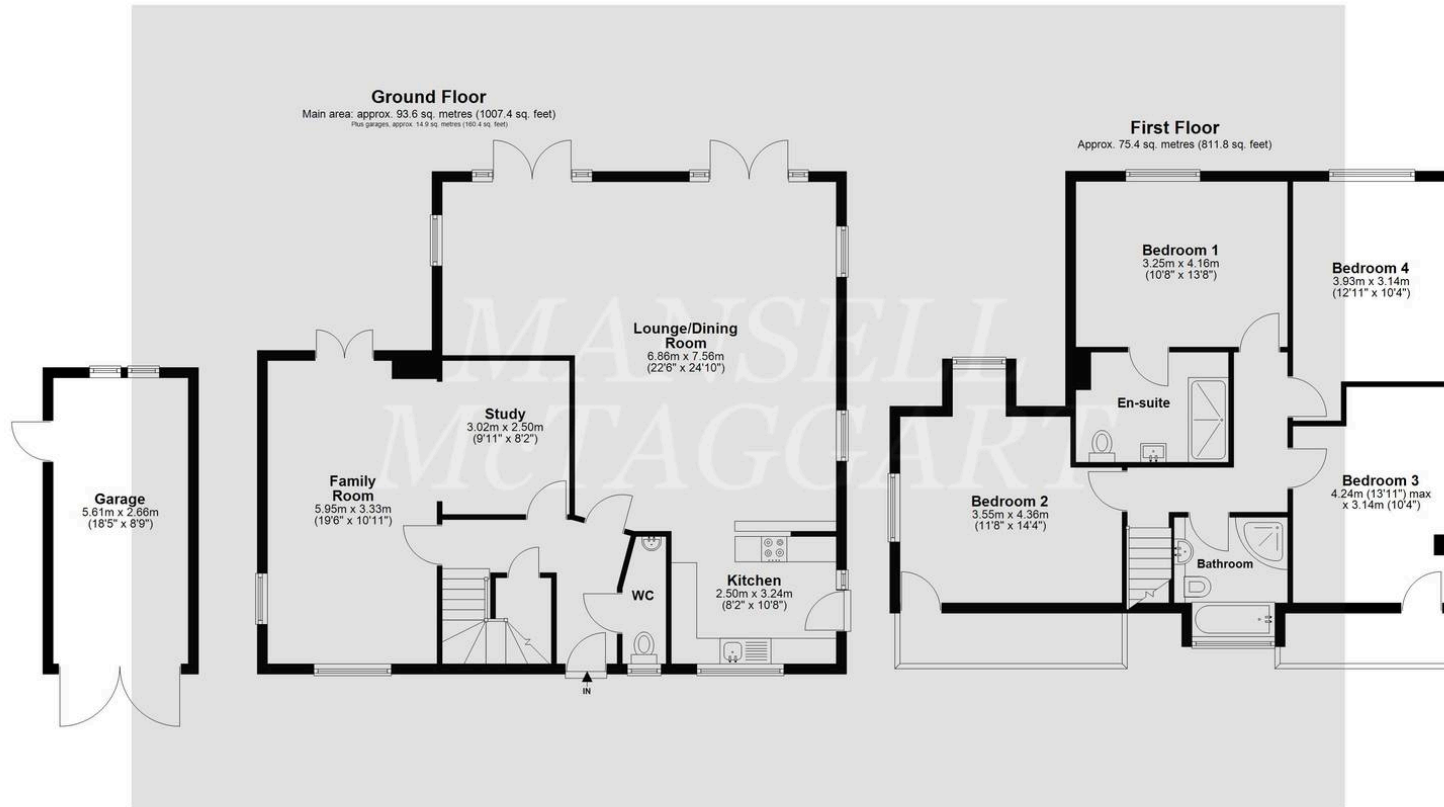 Ground Floor
Main area: approx. 93.6 sq. metres (1007.4 sq. feet)
Plus garages, approx. 14.9 sq. metres (160.4 sq. feet)
First Floor
Approx. 75.4 sq. metres (811.8 sq. feet)
Bedroom 1
3.25m x 4.16m
(10'8" x 13'8")
Bedroom 4
3.93m x 3.14m
(12'11" x 10'4")
MANSELL
McTAGGART
Lounge/Dining
Room
6.86m x 7.56m
(22'6" x 24'10")
Study
3.02m x 2.50m
(9'11" x 8'2")
En-suite
Garage
5.61m x 2.66m
(18'5" x 8'9")
Family
Room
5.95m x 3.33m
(19'6" x 10'11")
Bedroom 2
3.55m x 4.36m
(11'8" x 14'4")
Bedroom 3
4.24m (13'11") max
x 3.14m (10'4")
Kitchen
2.50m x 3.24m
(8'2" x 10'8")
WC
Bathroom
IN